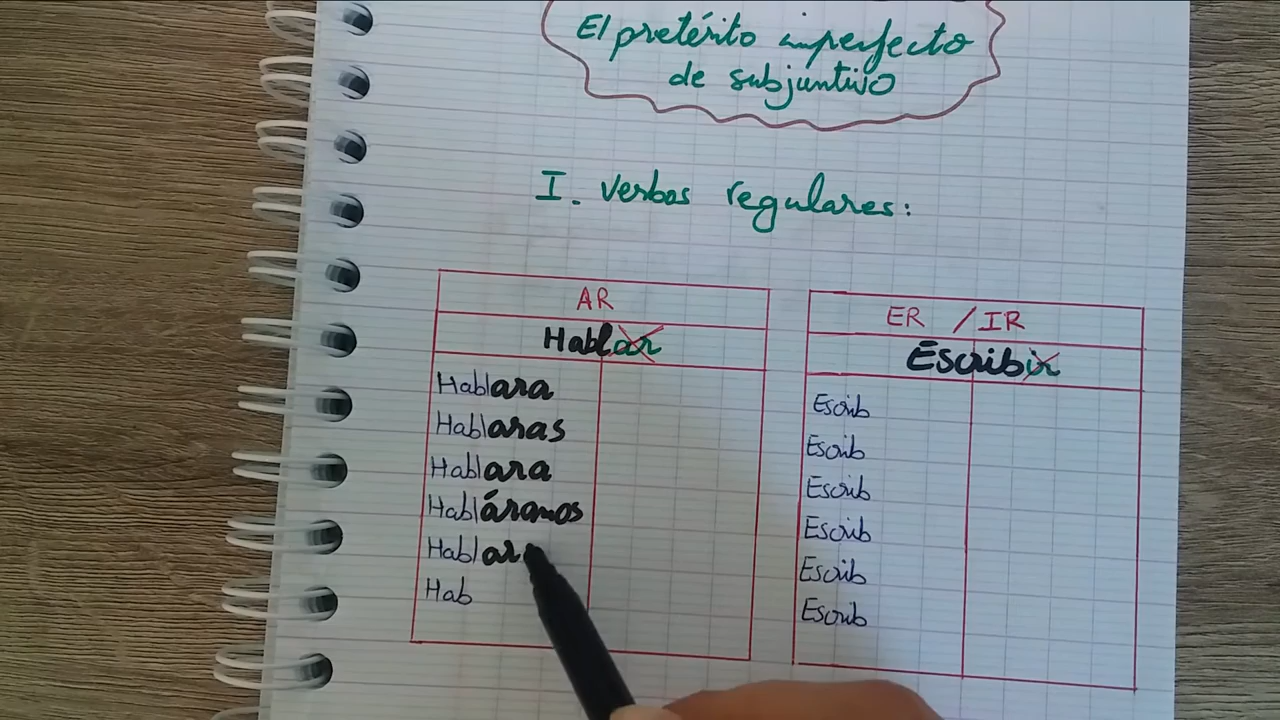 El pretérito imperfecto
de subjuntivo
I. verbos regulares:
AR
Hablar
Hablara
Hablaras
Hablara
Habláramos
Hablar
Hab
ER / IR
Escribir
Escrib
Escrib
Escrib
Escrib
Escrib
Escrib